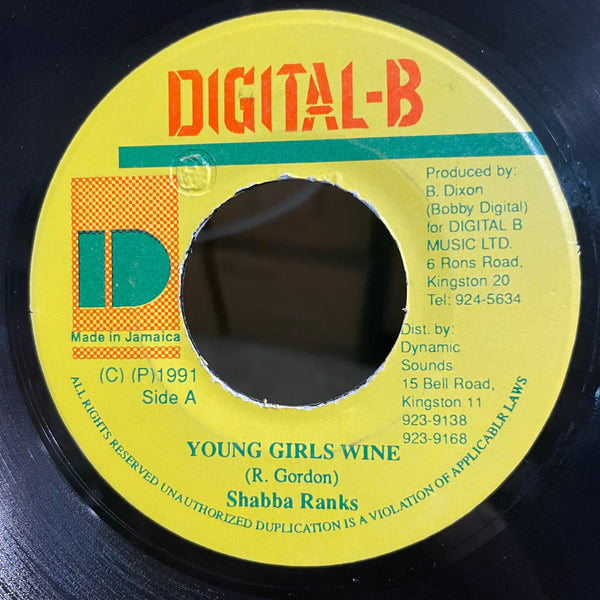 DIGITAL-B
Produced by:
B. Dixon
(Bobby Digital)
for DIGITAL B
MUSIC LTD.
6 Rons Road,
Kingston 20
Tel: 924-5634
D
Made in Jamaica
(C) (P)1991
Side A
Dist. by:
Dynamic
Sounds
15 Bell Road,
Kingston 11
923-9138
923-9168
YOUNG GIRLS WINE
(R. Gordon)
Shabba Ranks
ALL RIGHTS RESERVED UNAUTHORIZED DUPLICATION IS A VIOLATION OF APPLICABLR LAWS